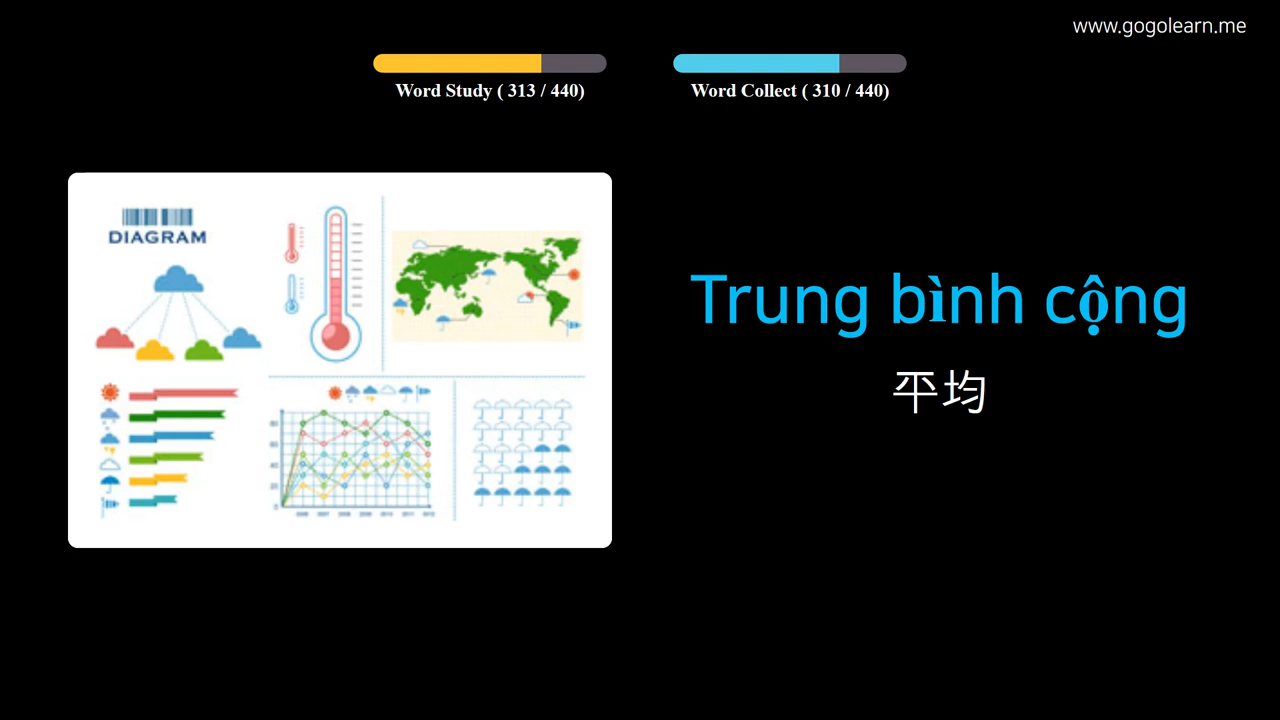 www.gogolearn.me
Word Study ( 313 / 440)
Word Collect ( 310 / 440)
DIAGRAM
Trung bình cộng
平均